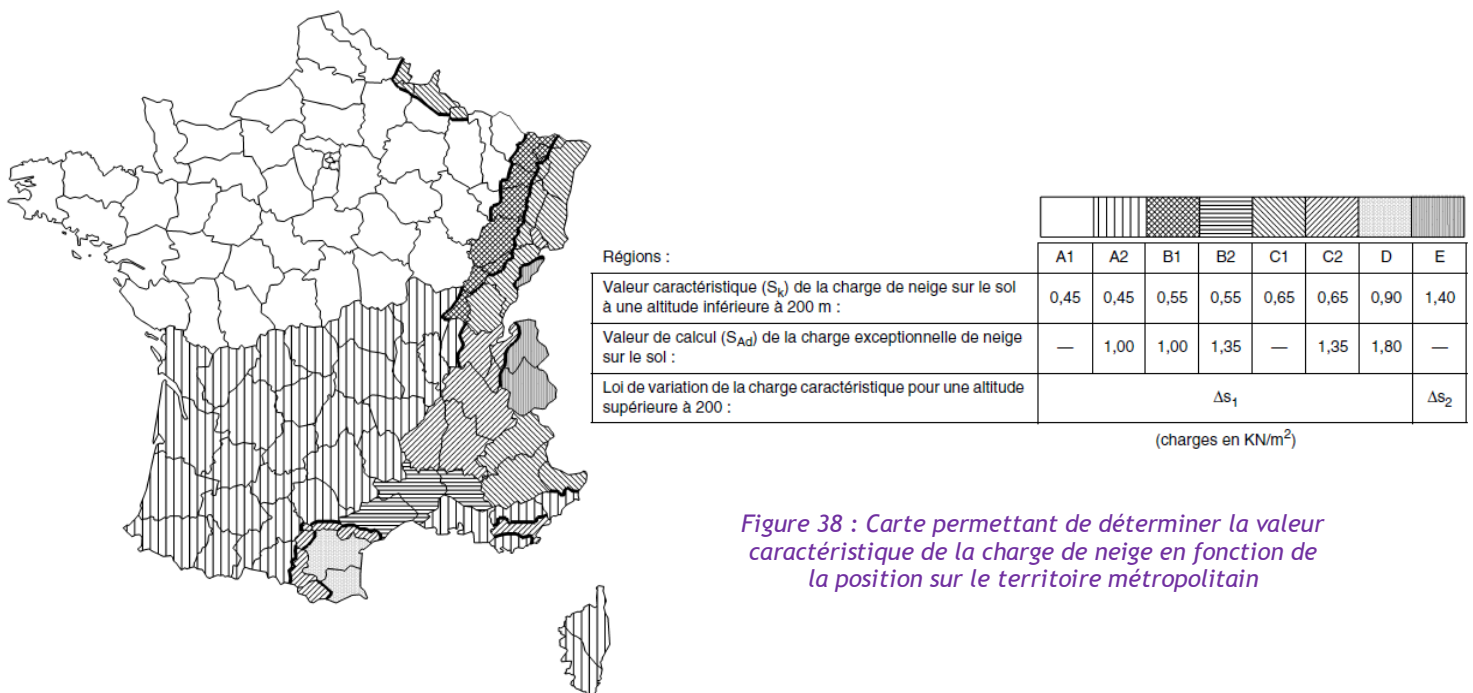 Régions :
A1 A2 B1 B2 C1 C2 D E
Valeur caractéristique (Sk) de la charge de neige sur le sol
à une altitude inférieure à 200 m :
0,45 0,45 0,55 0,55 0,65 0,65 0,90 1,40
Valeur de calcul (SAd) de la charge exceptionnelle de neige
sur le sol :
— 1,00 1,00 1,35 — 1,35 1,80 —
Loi de variation de la charge caractéristique pour une altitude
supérieure à 200 :
Δs1 Δs2
(charges en KN/m²)
Figure 38 : Carte permettant de déterminer la valeur
caractéristique de la charge de neige en fonction de
la position sur le territoire métropolitain